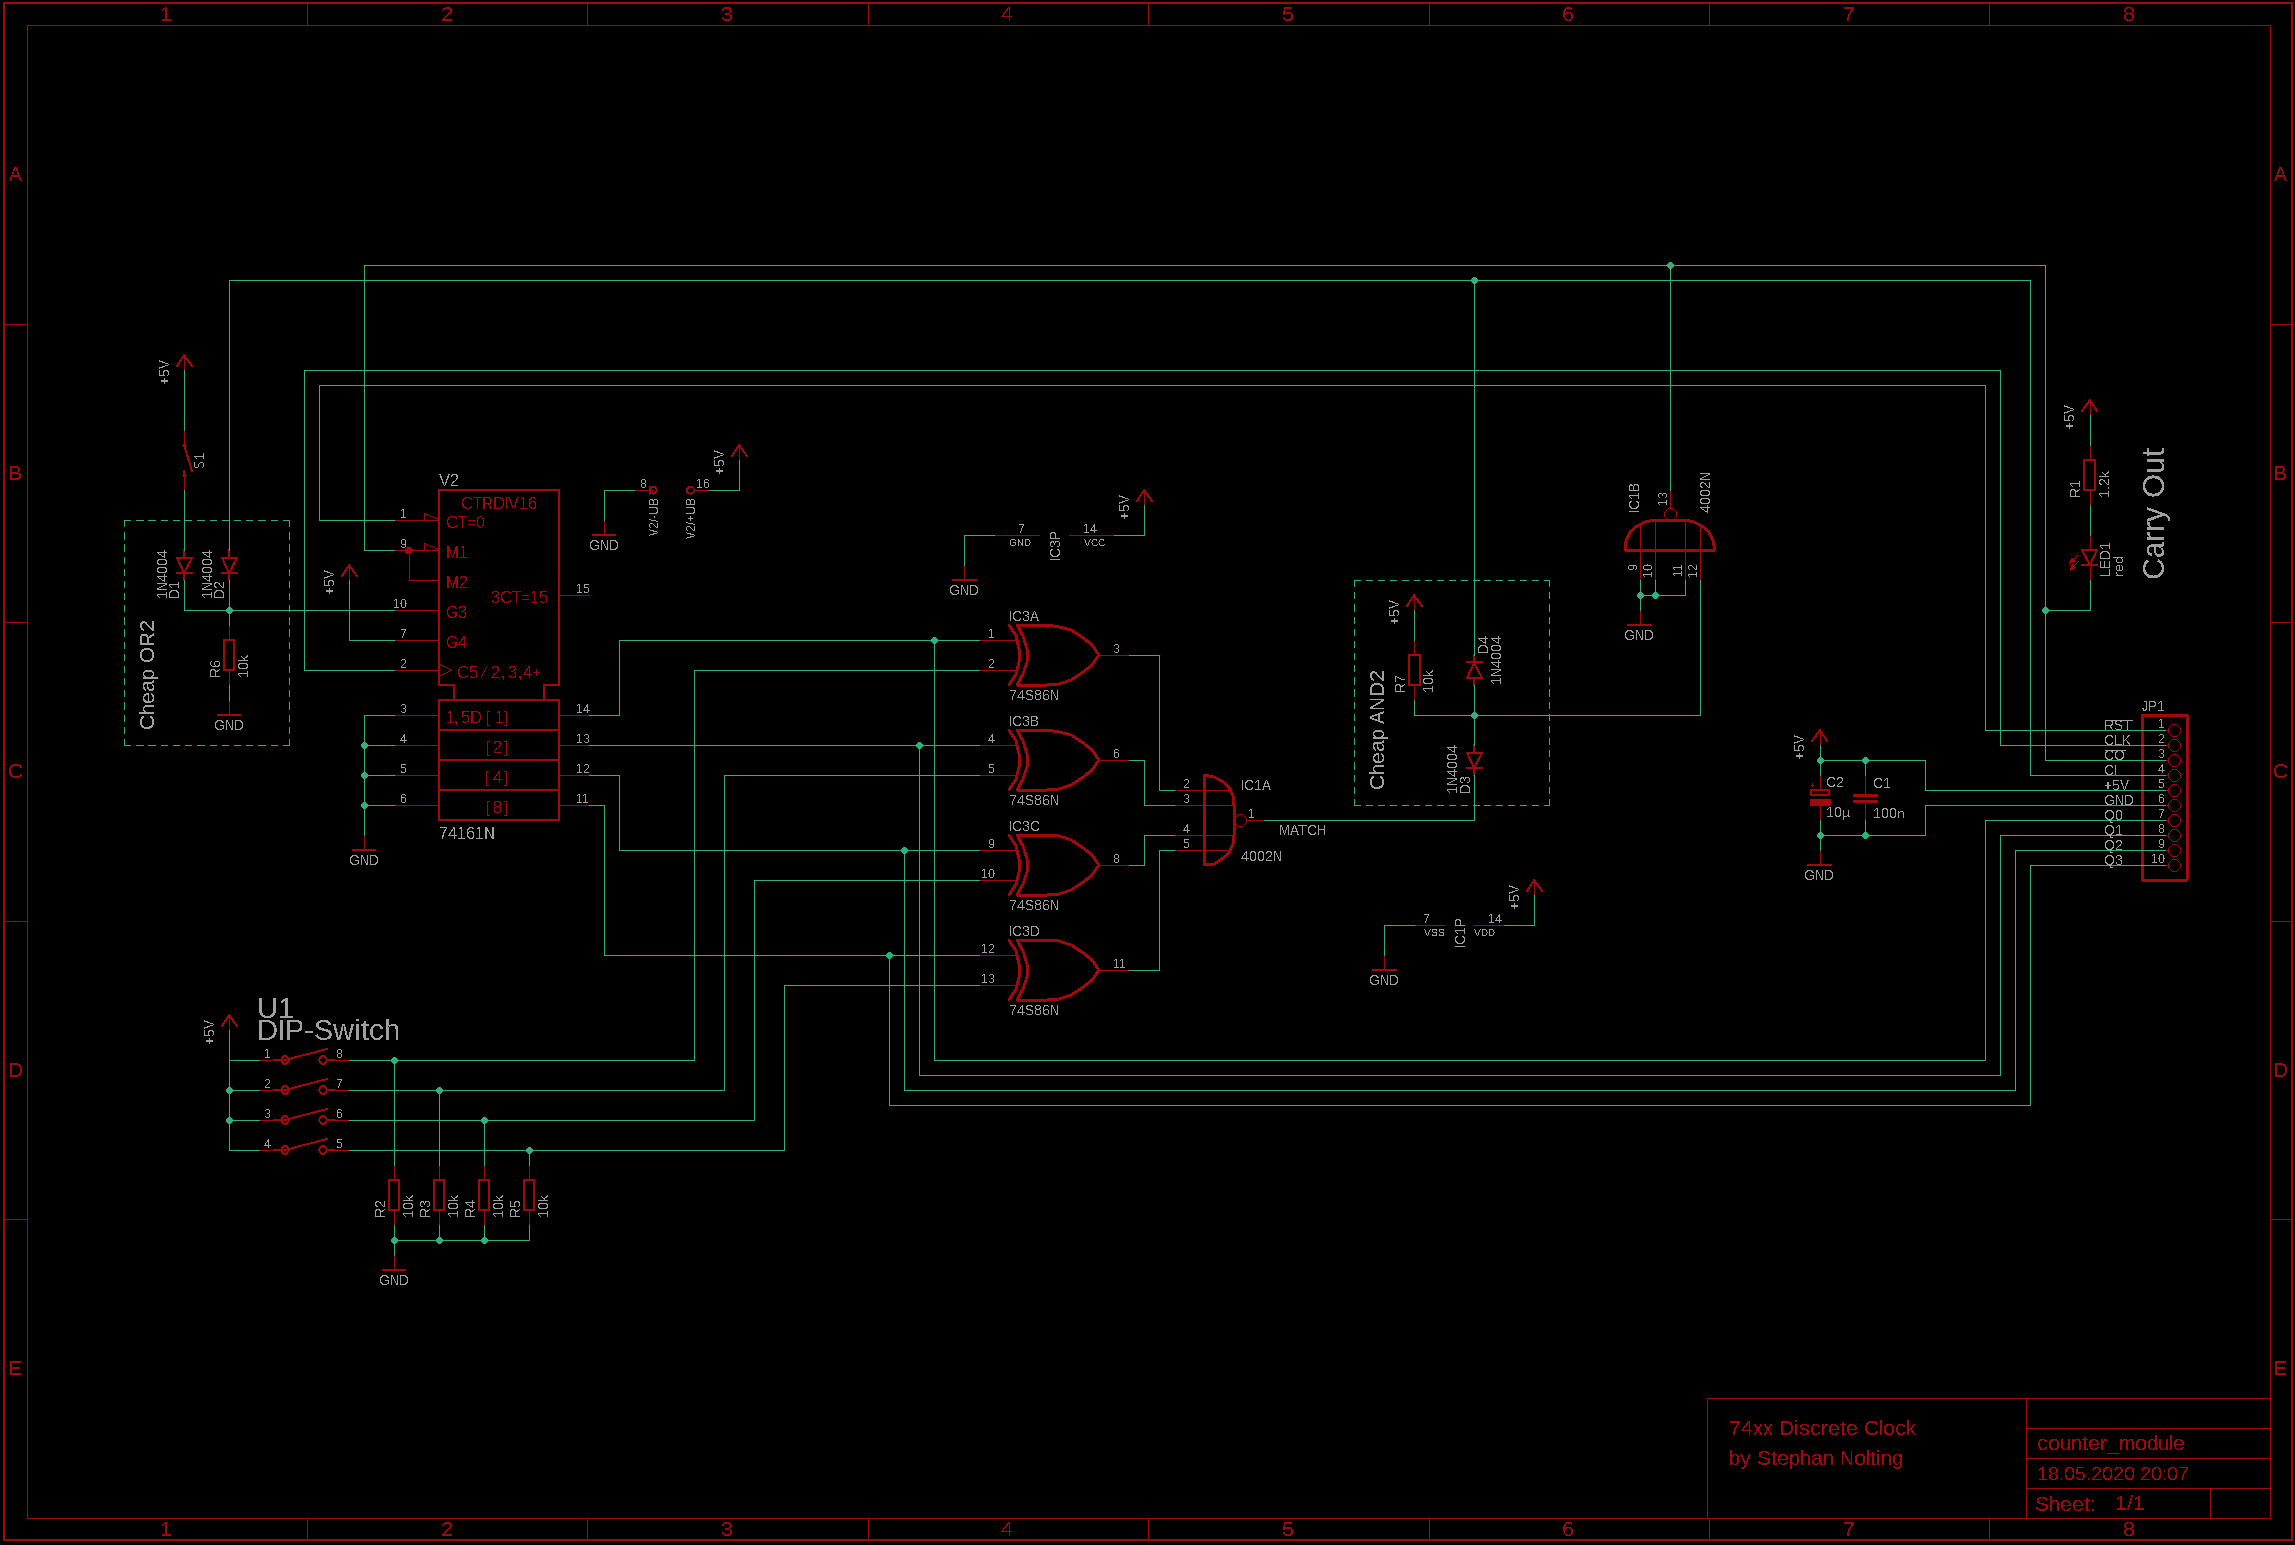 1 2 3 4 5 6 7 8
A A
B B
C C
D D
E E
+5V
S1
1N4004
D1
1N4004
D2
R6
10k
GND
Cheap OR2
+5V
V2
CTRDIV16
1 CT=0
9 M1
M2
10 G3
7 G4
2 C5/2,3,4+
3CT=15 15
3 1,5D [1] 14
4 [2] 13
5 [4] 12
6 [8] 11
74161N
GND
8 16
V2/-UB
V2/+UB
+5V
GND
7 14
GND VCC
IC3P
+5V
GND
IC3A
1
2
3
74S86N
IC3B
4
5
6
74S86N
IC3C
9
10
8
74S86N
IC3D
12
13
11
74S86N
IC1A
2
3
4
5
1
MATCH
4002N
+5V
R7
10k
D4
1N4004
1N4004
D3
Cheap AND2
IC1B
13
4002N
9
10
11
12
GND
7 14
VSS VDD
IC1P
+5V
GND
+5V
R1
1.2k
LED1
red
Carry Out
+5V
C2
10µ
C1
100n
GND
JP1
RST 1
CLK 2
CO 3
CI 4
+5V 5
GND 6
Q0 7
Q1 8
Q2 9
Q3 10
U1
DIP-Switch
+5V
1 8
2 7
3 6
4 5
R2
10k
R3
10k
R4
10k
R5
10k
GND
74xx Discrete Clock
by Stephan Nolting
counter_module
18.05.2020 20:07
Sheet: 1/1
1 2 3 4 5 6 7 8